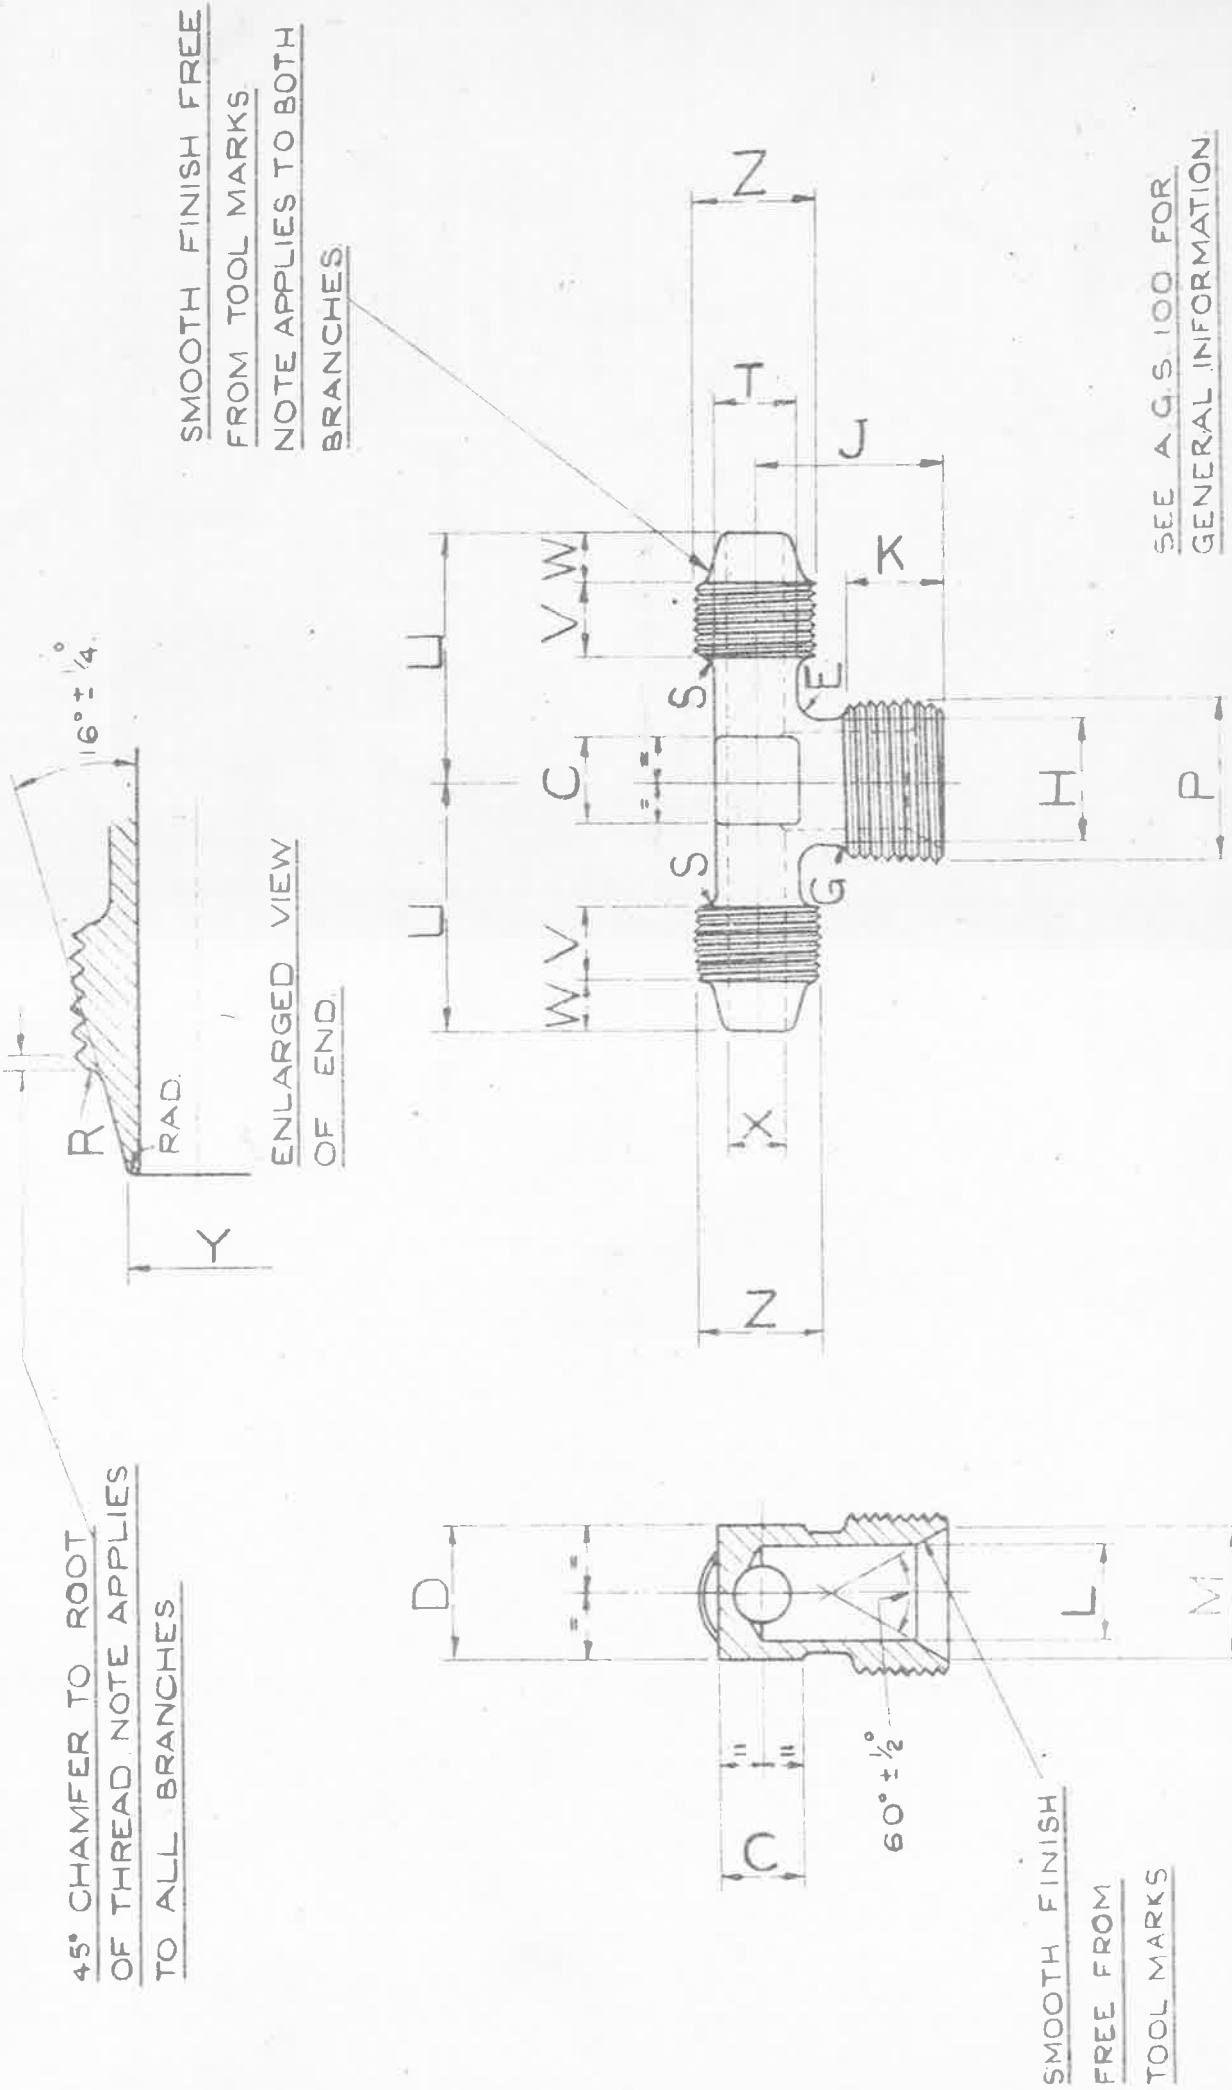 45° CHAMFER TO ROOT
OF THREAD. NOTE APPLIES
TO ALL BRANCHES
R
RAD.
16° ± 1/4°
Y
ENLARGED VIEW
OF END.
SMOOTH FINISH FREE
FROM TOOL MARKS.
NOTE APPLIES TO BOTH
BRANCHES.
D
= =
C
=
=
60° ± 1/2°
L
M
SMOOTH FINISH
FREE FROM
TOOL MARKS
U U
W V V W
C
= =
S S
Z
X
T
Z
G
E
K
J
H
P
SEE A.G.S. 100 FOR
GENERAL INFORMATION.